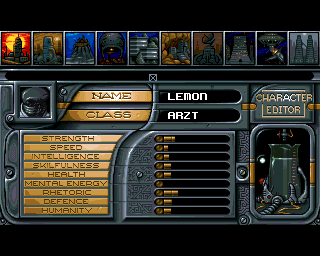 NAME LEMON
CLASS ARZT
CHARACTER
EDITOR
STRENGTH
SPEED
INTELLIGENCE
SKILFULNESS
HEALTH
MENTAL ENERGY
RHETORIC
DEFENCE
HUMANITY